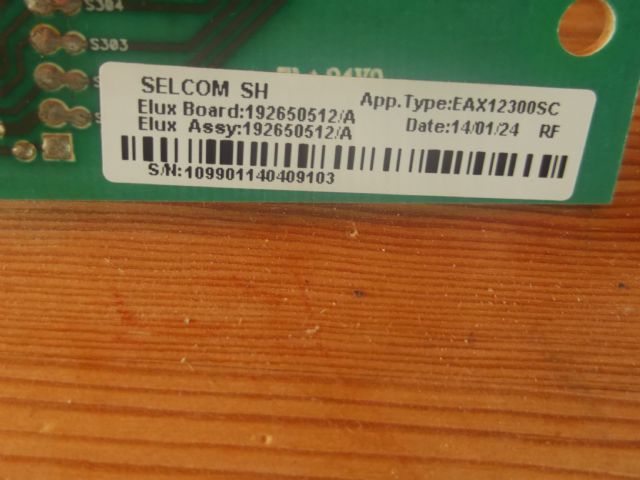 S304
S303
SELCOM SH
App.Type:EAX12300SC
Elux Board:192650512/A
Elux Assy:192650512/A
Date:14/01/24 RF
S/N:109901140409103